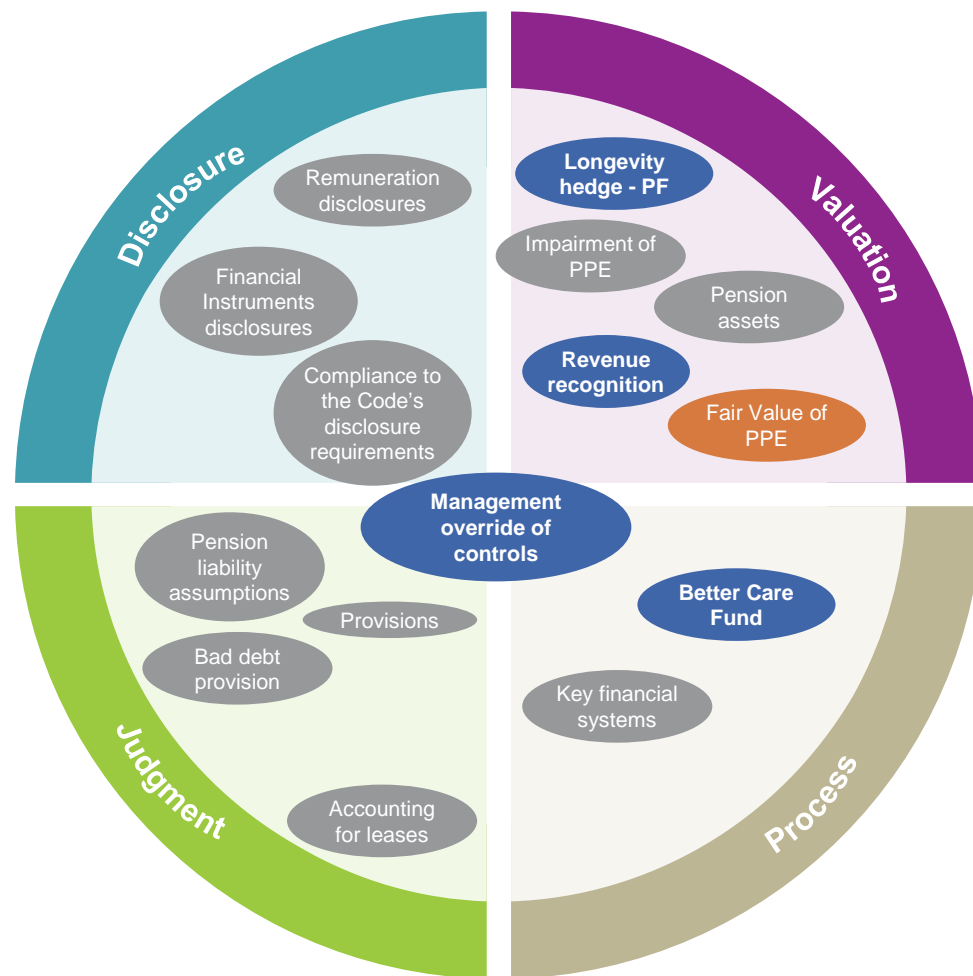 Disclosure
Remuneration
disclosures
Financial
Instruments
disclosures
Compliance to
the Code’s
disclosure
requirements
Valuation
Longevity
hedge - PF
Impairment of
PPE
Pension
assets
Revenue
recognition
Fair Value of
PPE
Management
override of
controls
Judgment
Pension
liability
assumptions
Provisions
Bad debt
provision
Accounting
for leases
Process
Better Care
Fund
Key financial
systems